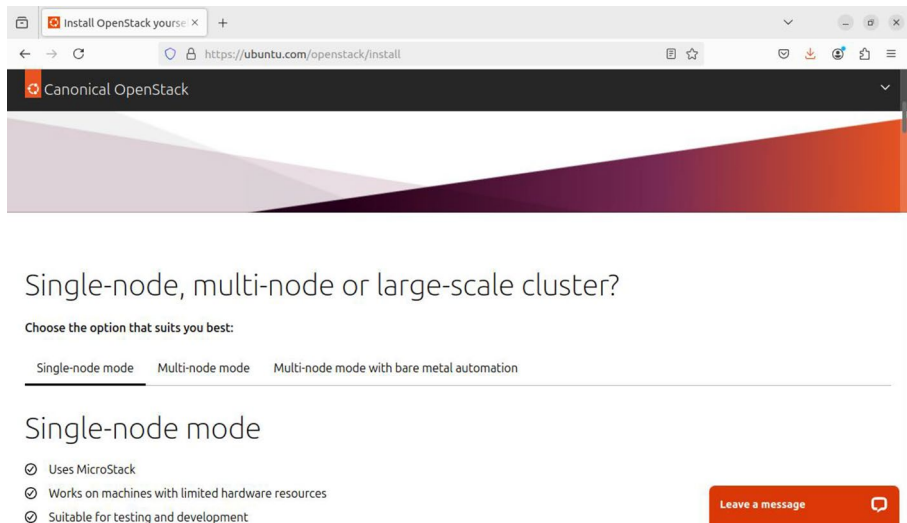 Install OpenStack yourse
https://ubuntu.com/openstack/install
Canonical OpenStack
Single-node, multi-node or large-scale cluster?
Choose the option that suits you best:
Single-node mode Multi-node mode Multi-node mode with bare metal automation
Single-node mode
Uses MicroStack
Works on machines with limited hardware resources
Suitable for testing and development
Leave a message